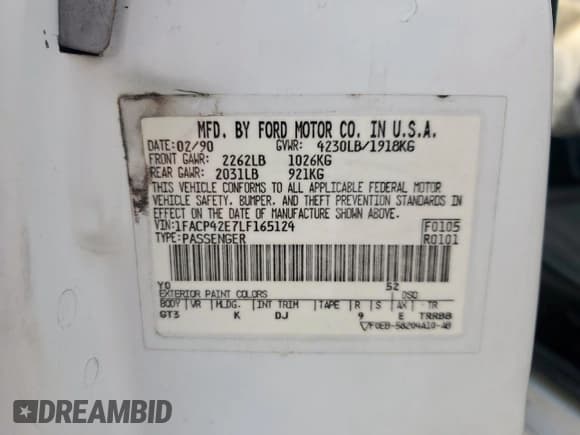 MFD. BY FORD MOTOR CO. IN U.S.A.
DATE: 02/90 GVWR: 4230LB/1918KG
FRONT GAWR: 2262LB 1026KG
REAR GAWR: 2031LB 921KG
THIS VEHICLE CONFORMS TO ALL APPLICABLE FEDERAL MOTOR
VEHICLE SAFETY, BUMPER, AND THEFT PREVENTION STANDARDS
IN EFFECT ON THE DATE OF MANUFACTURE SHOWN ABOVE.
VIN: 1FACP42E7LF165124 F0105
TYPE: PASSENGER R0101
YO 52
EXTERIOR PAINT COLORS DSO
BODY VR MLDG. INT TRIM TAPE R S AX TR
GT3 K DJ 9 E TRRBB
F0EB-58204A10-AB
DREAMBID